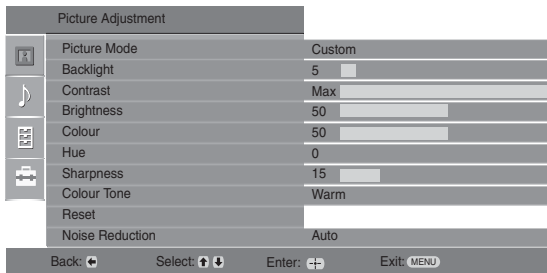 Picture Adjustment
Picture Mode Custom
Backlight 5
Contrast Max
Brightness 50
Colour 50
Hue 0
Sharpness 15
Colour Tone Warm
Reset
Noise Reduction Auto
Back: Select: Enter: Exit: MENU